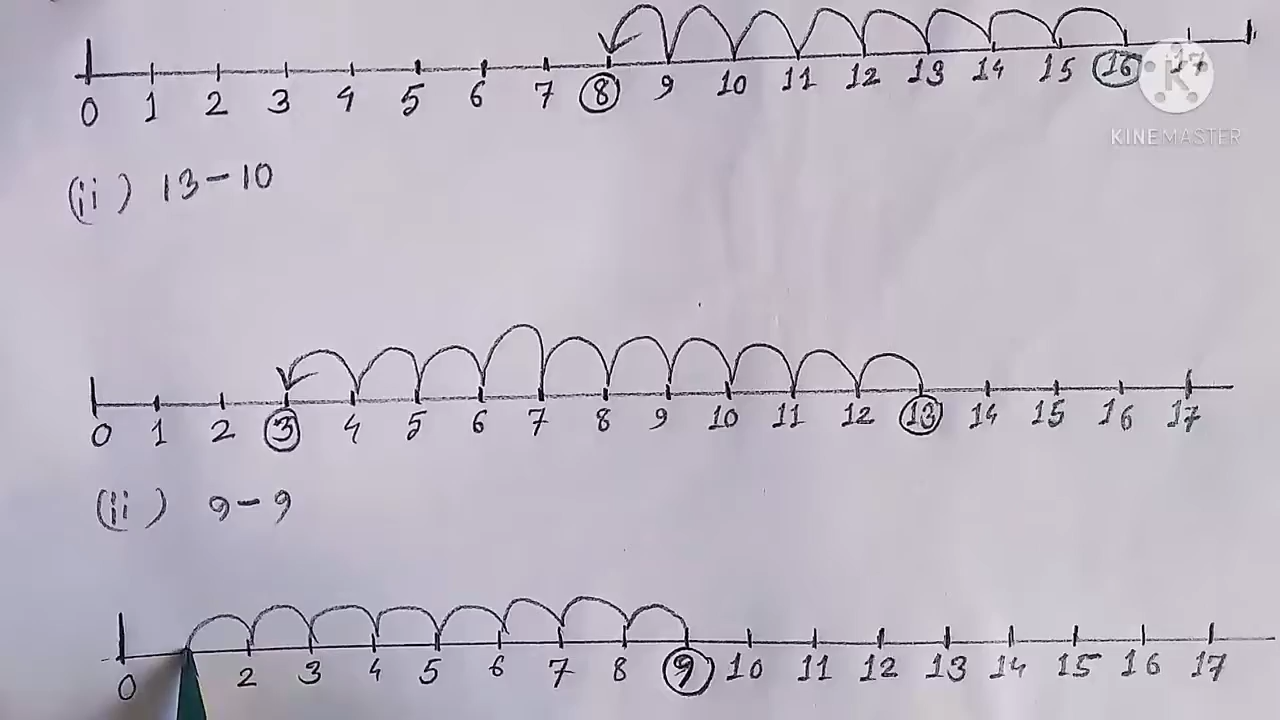 0 1 2 3 4 5 6 7 8 9 10 11 12 13 14 15 16 17
KINEMASTER
(ii) 13-10
0 1 2 3 4 5 6 7 8 9 10 11 12 13 14 15 16 17
(ii) 9-9
0 2 3 4 5 6 7 8 9 10 11 12 13 14 15 16 17